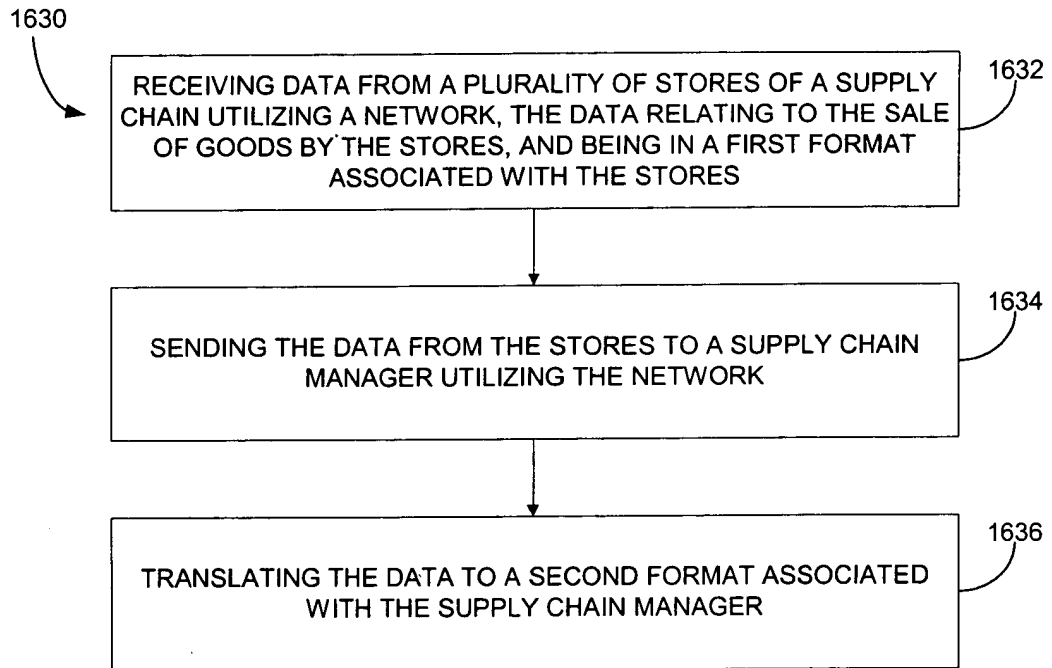 1630
RECEIVING DATA FROM A PLURALITY OF STORES OF A SUPPLY
CHAIN UTILIZING A NETWORK, THE DATA RELATING TO THE SALE
OF GOODS BY THE STORES, AND BEING IN A FIRST FORMAT
ASSOCIATED WITH THE STORES
1632
SENDING THE DATA FROM THE STORES TO A SUPPLY CHAIN
MANAGER UTILIZING THE NETWORK
1634
TRANSLATING THE DATA TO A SECOND FORMAT ASSOCIATED
WITH THE SUPPLY CHAIN MANAGER
1636